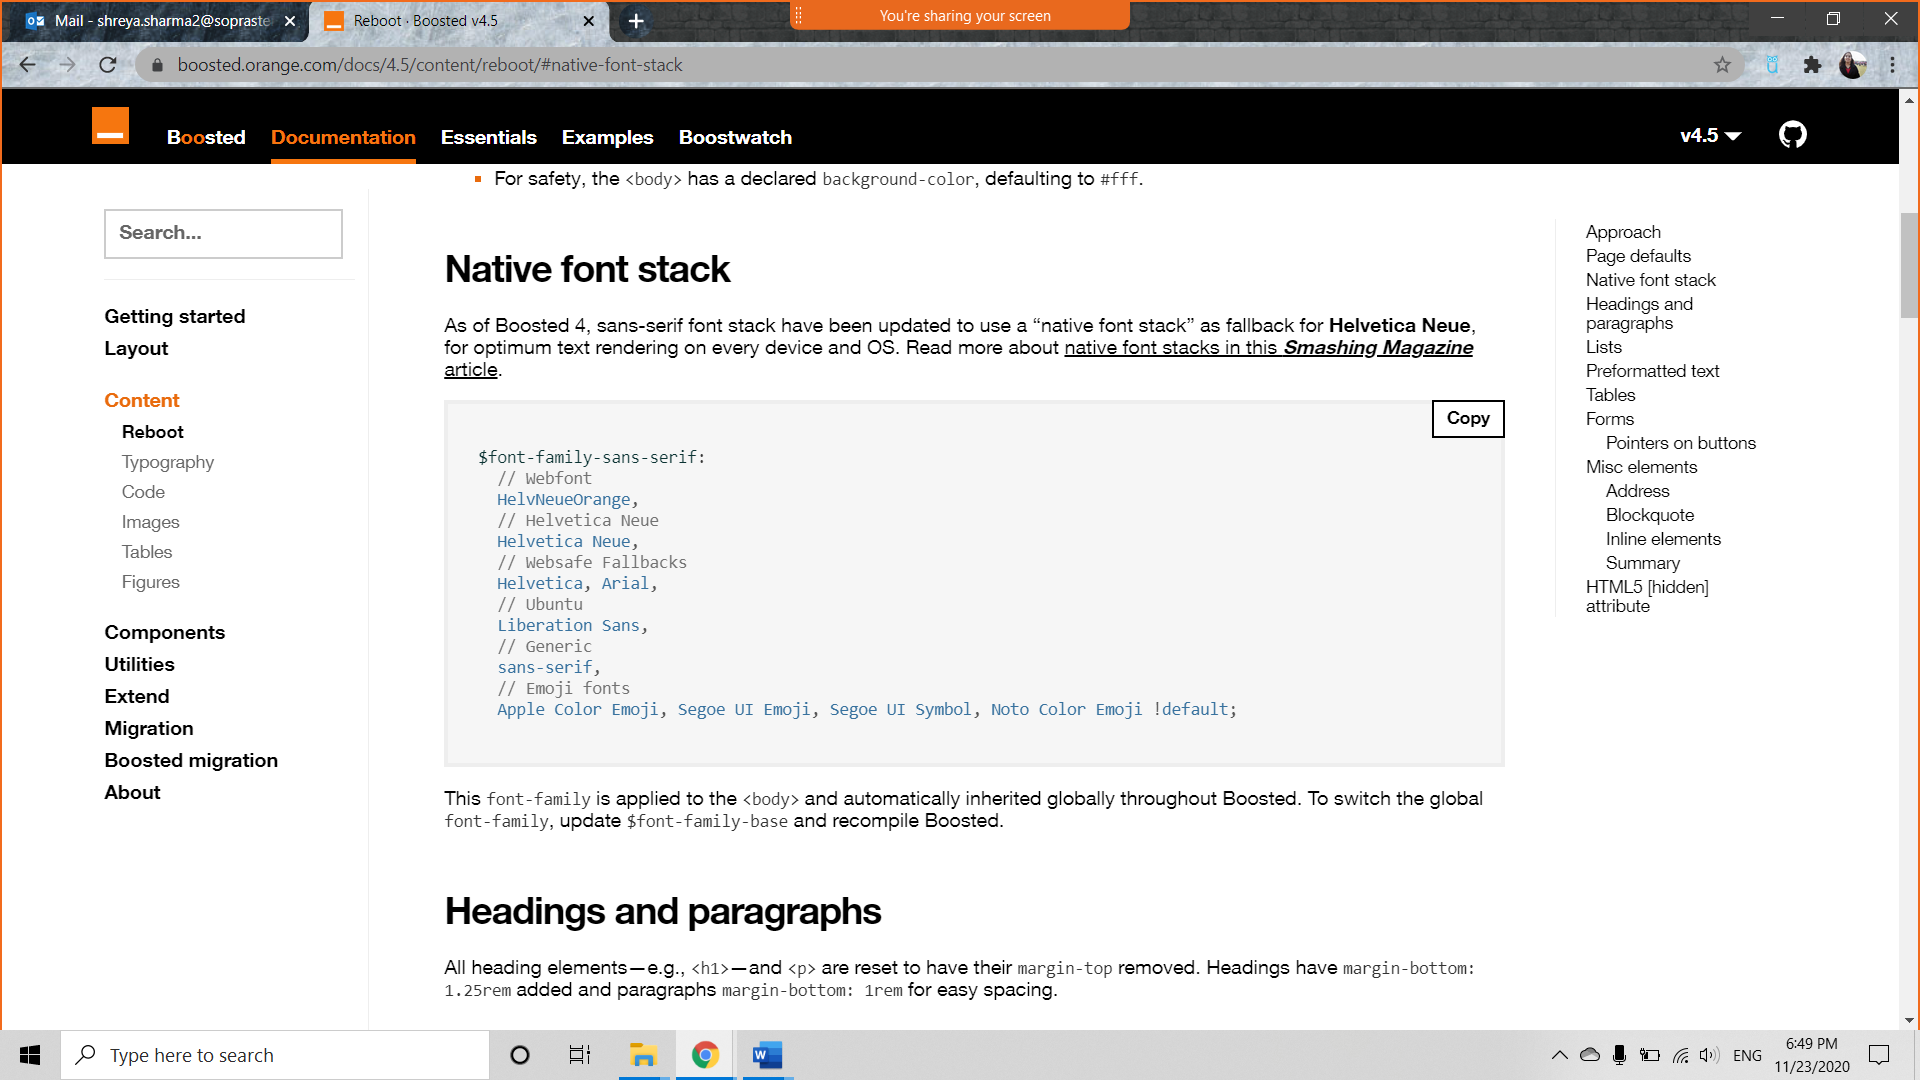 Mail - shreya.sharma2@sopraste
Reboot · Boosted v4.5
You're sharing your screen
boosted.orange.com/docs/4.5/content/reboot/#native-font-stack
Boosted
Documentation
Essentials
Examples
Boostwatch
v4.5
For safety, the <body> has a declared background-color, defaulting to #fff.
Search...
Getting started
Layout
Content
Reboot
Typography
Code
Images
Tables
Figures
Components
Utilities
Extend
Migration
Boosted migration
About
Native font stack
As of Boosted 4, sans-serif font stack have been updated to use a “native font stack” as fallback for Helvetica Neue,
for optimum text rendering on every device and OS. Read more about native font stacks in this Smashing Magazine
article.
Copy
$font-family-sans-serif:
// Webfont
HelvNeueOrange,
// Helvetica Neue
Helvetica Neue,
// Websafe Fallbacks
Helvetica, Arial,
// Ubuntu
Liberation Sans,
// Generic
sans-serif,
// Emoji fonts
Apple Color Emoji, Segoe UI Emoji, Segoe UI Symbol, Noto Color Emoji !default;
This font-family is applied to the <body> and automatically inherited globally throughout Boosted. To switch the global
font-family, update $font-family-base and recompile Boosted.
Headings and paragraphs
All heading elements—e.g., <h1>—and <p> are reset to have their margin-top removed. Headings have margin-bottom:
1.25rem added and paragraphs margin-bottom: 1rem for easy spacing.
Approach
Page defaults
Native font stack
Headings and
paragraphs
Lists
Preformatted text
Tables
Forms
Pointers on buttons
Misc elements
Address
Blockquote
Inline elements
Summary
HTML5 [hidden]
attribute
Type here to search
ENG
6:49 PM
11/23/2020